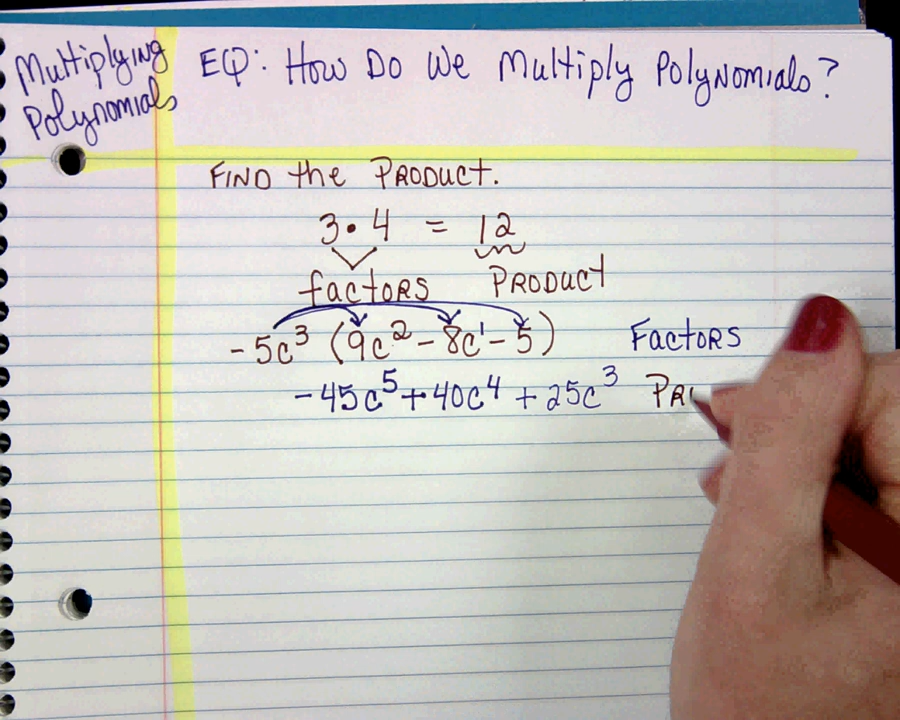 Multiplying
Polynomials
EQ: How Do We Multiply Polynomials?
FIND the PRODUCT.
3 • 4 = 12
factors PRODUCT
-5c³ (9c² - 8c¹ - 5) Factors
-45c⁵ + 40c⁴ + 25c³ PR